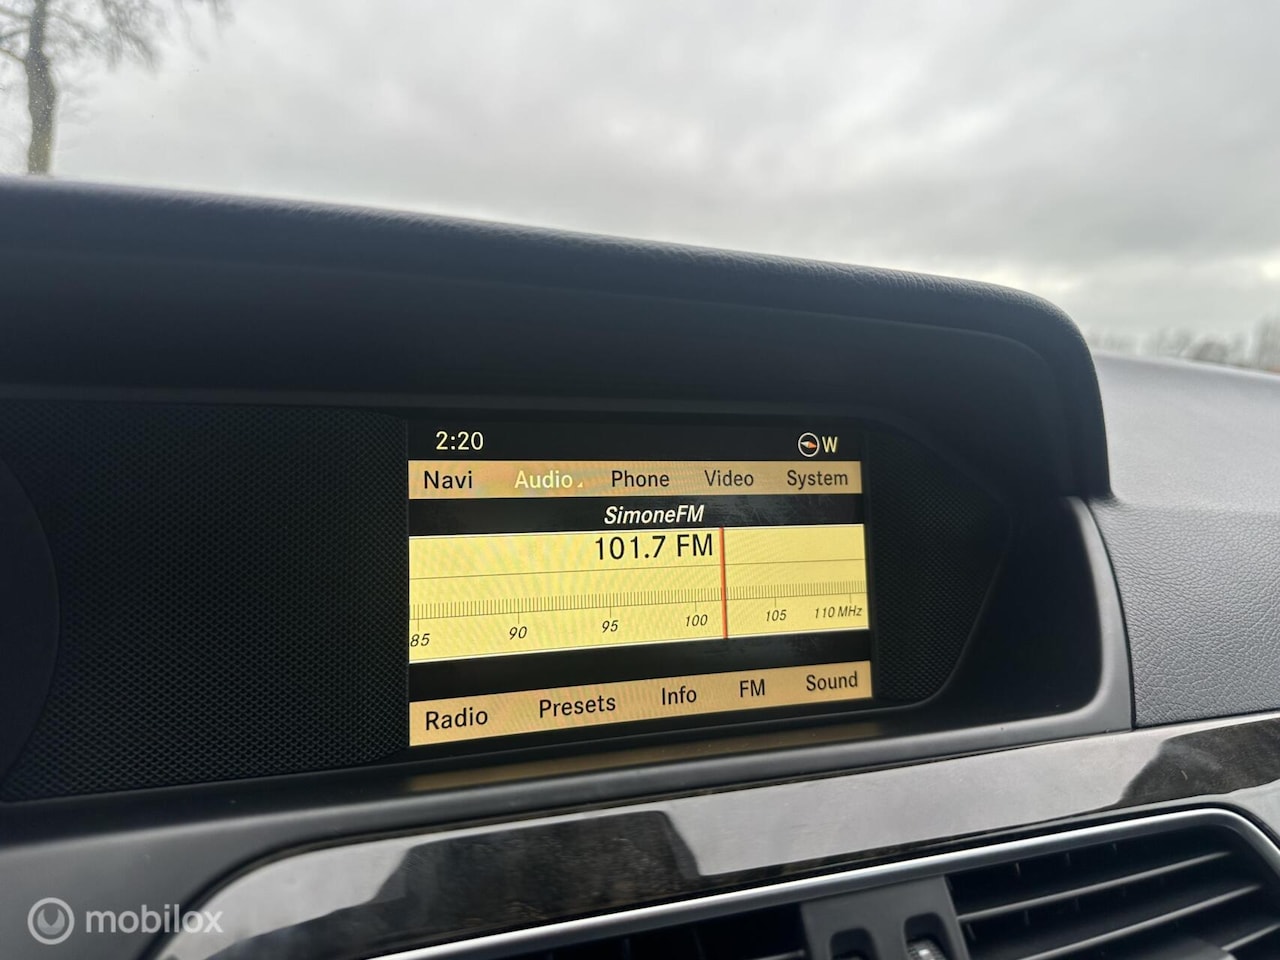 2:20 W
Navi Audio Phone Video System
SimoneFM
101.7 FM
85 90 95 100 105 110 MHz
Radio Presets Info FM Sound
mobilox